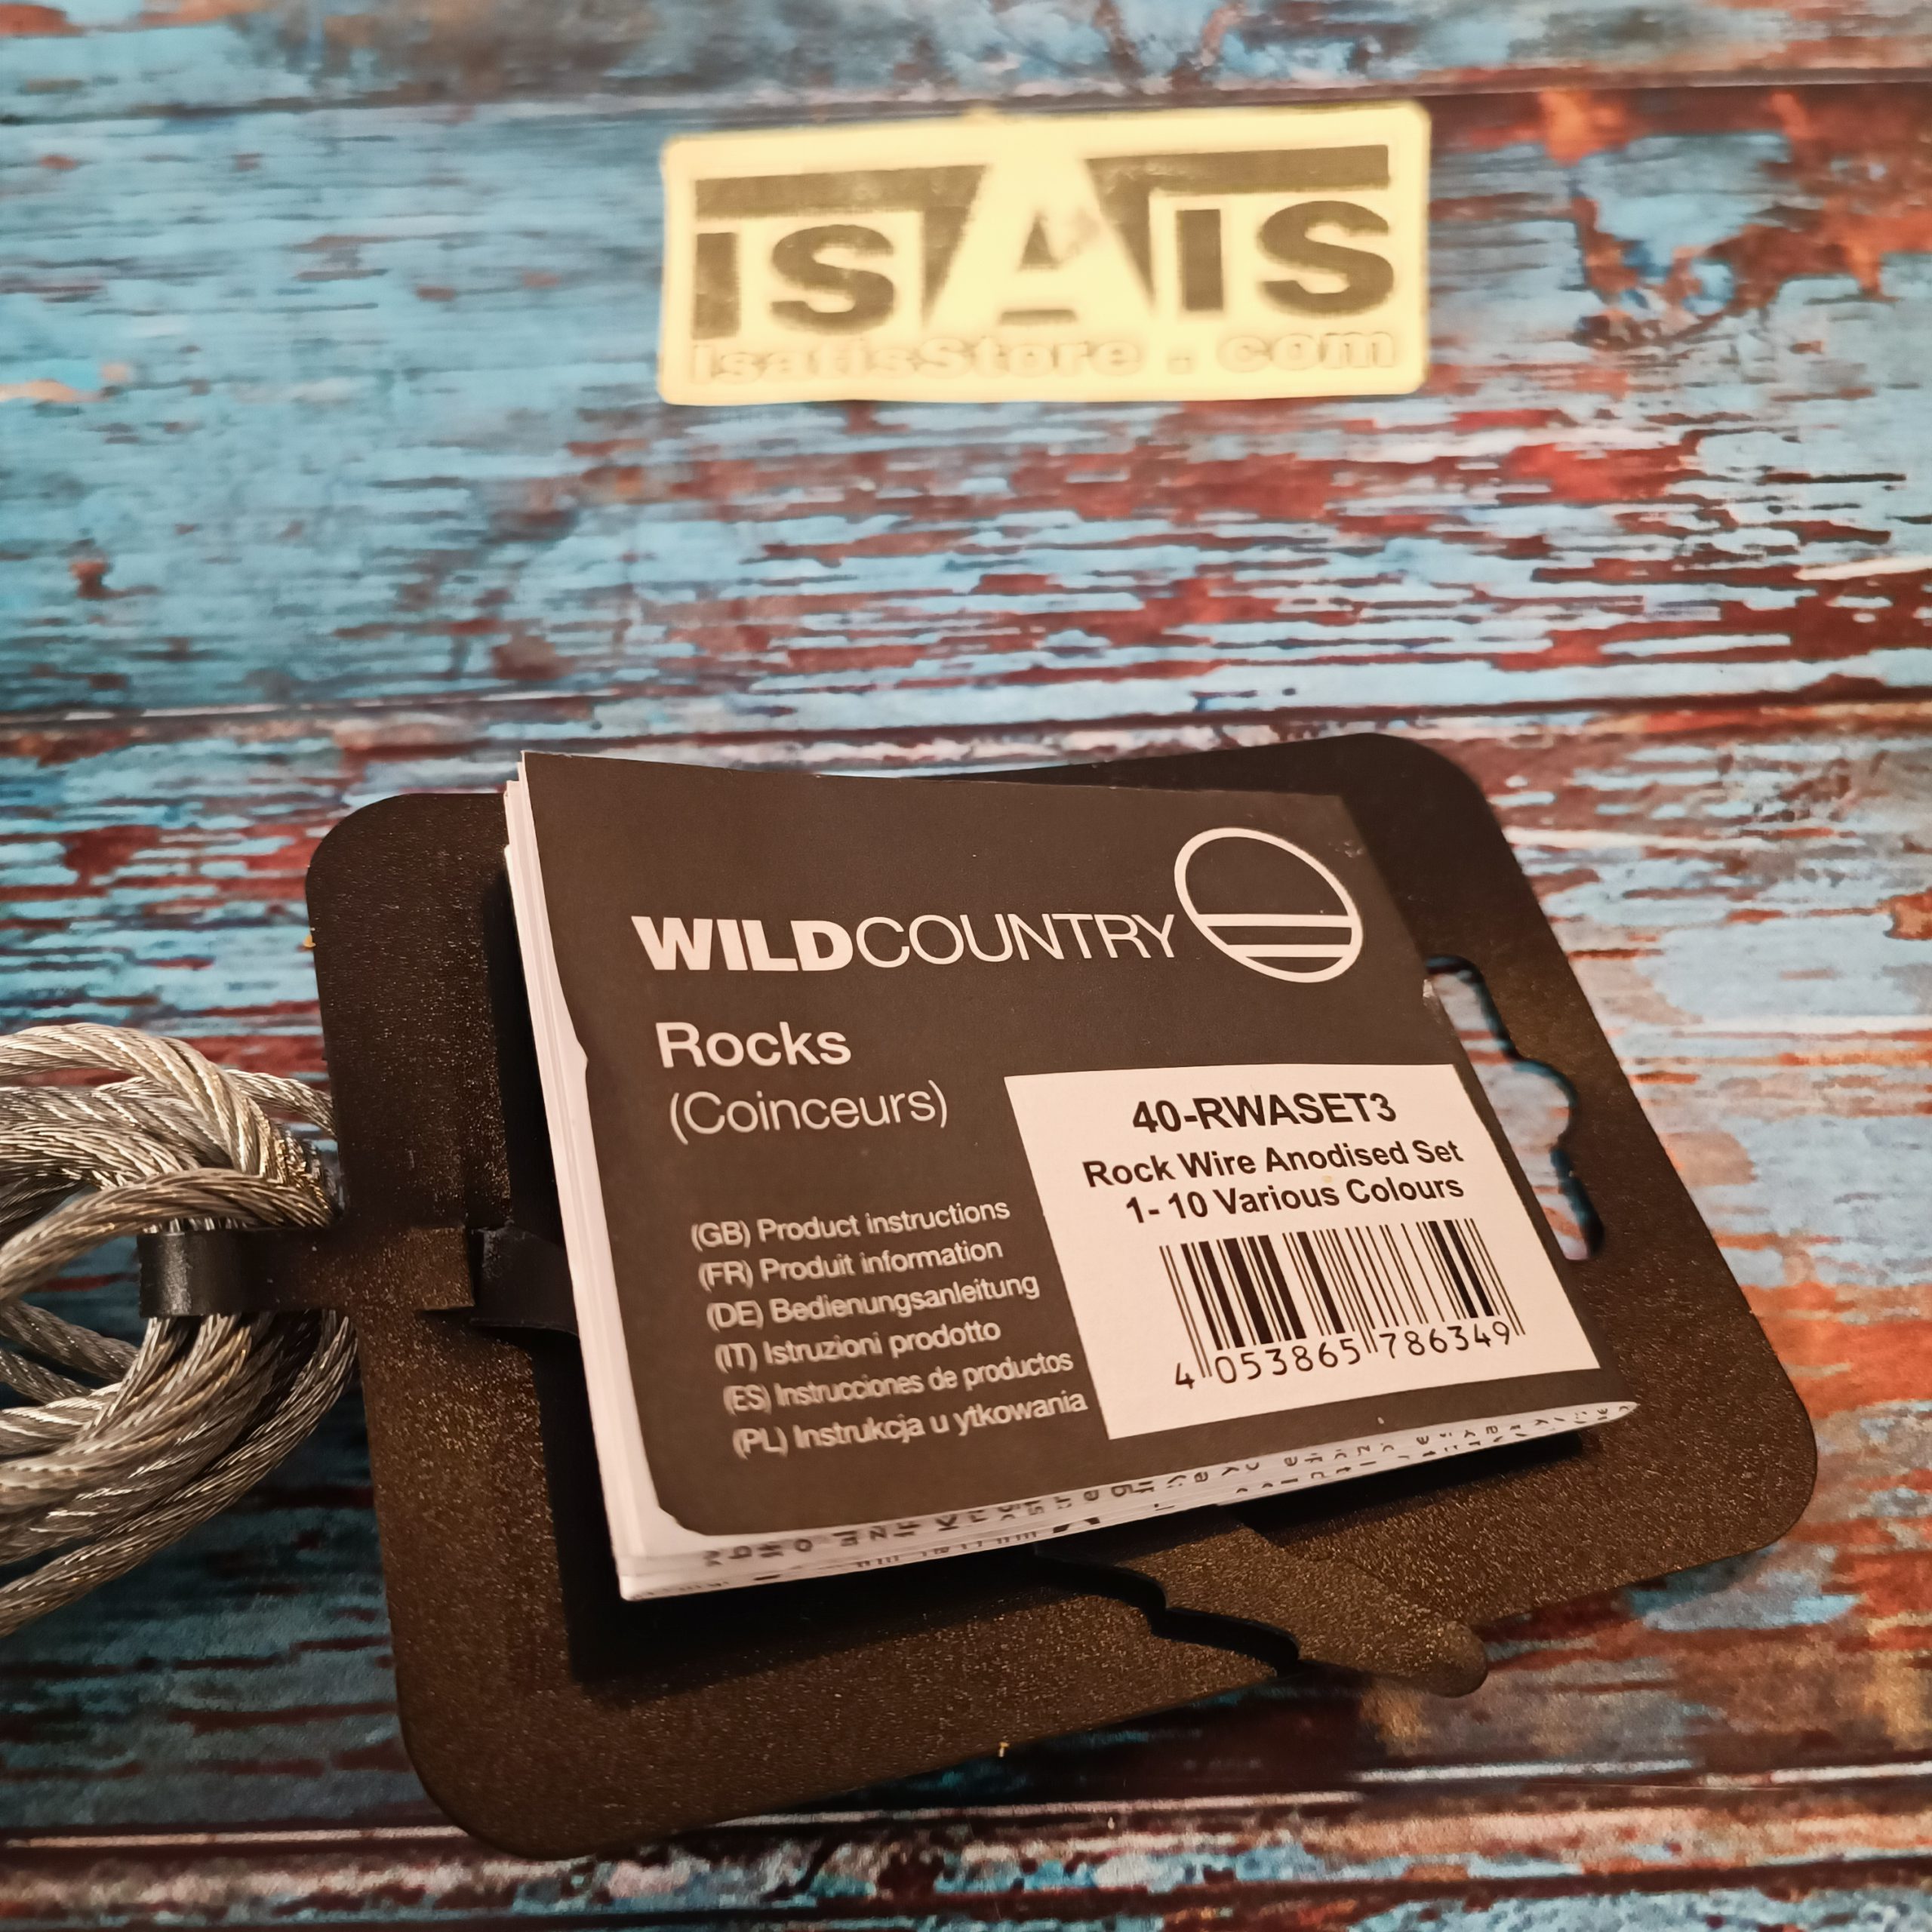 ISATIS
IsatisStore.com
WILDCOUNTRY
Rocks
(Coinceurs)
40-RWASET3
Rock Wire Anodised Set
1- 10 Various Colours
4 053865 786349
(GB) Product instructions
(FR) Produit information
(DE) Bedienungsanleitung
(IT) Istruzioni prodotto
(ES) Instrucciones de productos
(PL) Instrukcja u ytkowania